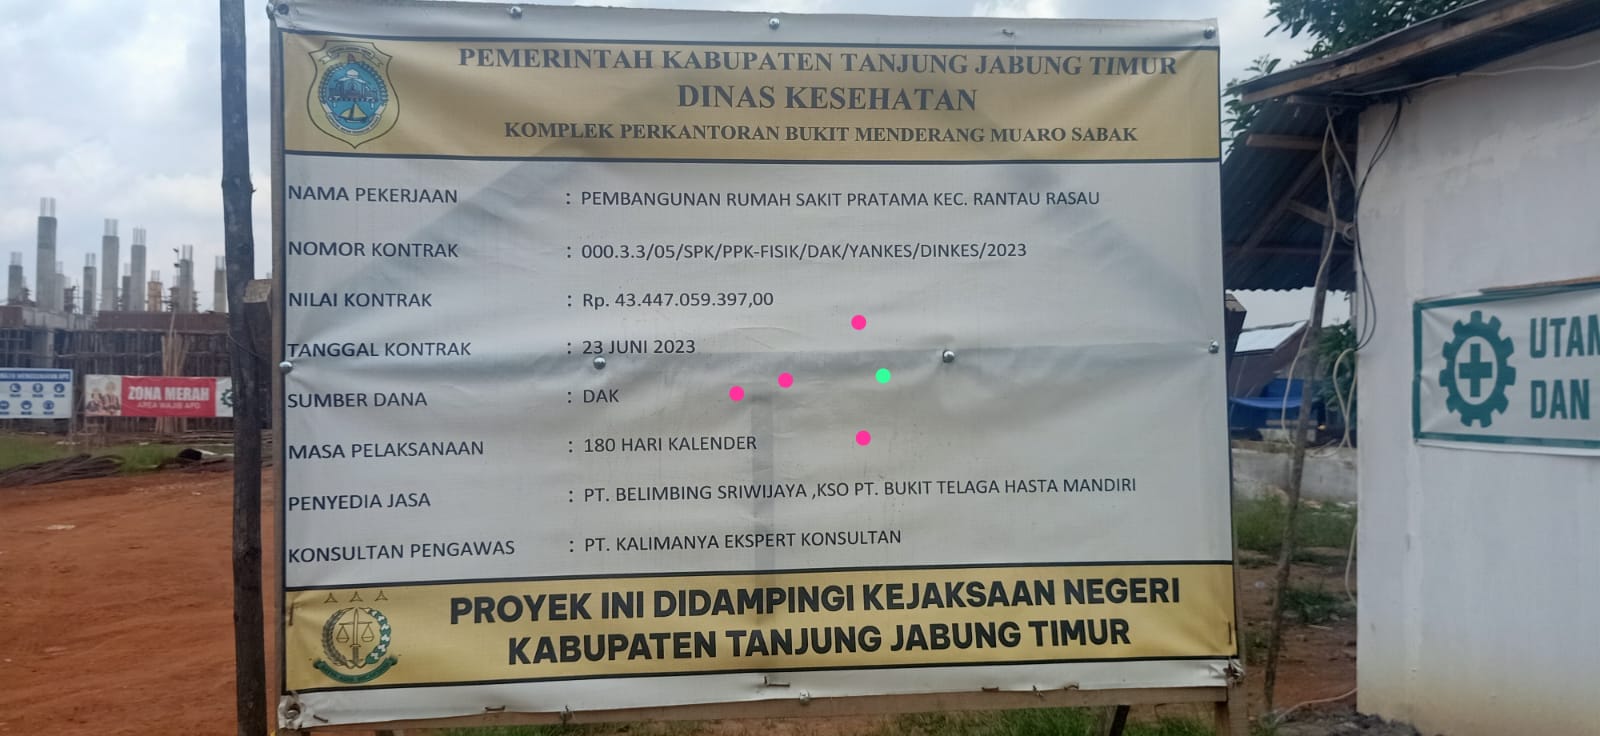 PEMERINTAH KABUPATEN TANJUNG JABUNG TIMUR
DINAS KESEHATAN
KOMPLEK PERKANTORAN BUKIT MENDERANG MUARO SABAK
NAMA PEKERJAAN : PEMBANGUNAN RUMAH SAKIT PRATAMA KEC. RANTAU RASAU
NOMOR KONTRAK : 000.3.3/05/SPK/PPK-FISIK/DAK/YANKES/DINKES/2023
NILAI KONTRAK : Rp. 43.447.059.397,00
TANGGAL KONTRAK : 23 JUNI 2023
SUMBER DANA : DAK
MASA PELAKSANAAN : 180 HARI KALENDER
PENYEDIA JASA : PT. BELIMBING SRIWIJAYA ,KSO PT. BUKIT TELAGA HASTA MANDIRI
KONSULTAN PENGAWAS : PT. KALIMANYA EKSPERT KONSULTAN
PROYEK INI DIDAMPINGI KEJAKSAAN NEGERI
KABUPATEN TANJUNG JABUNG TIMUR
ZONA MERAH
AREA WAJIB APD
UTAM
DAN